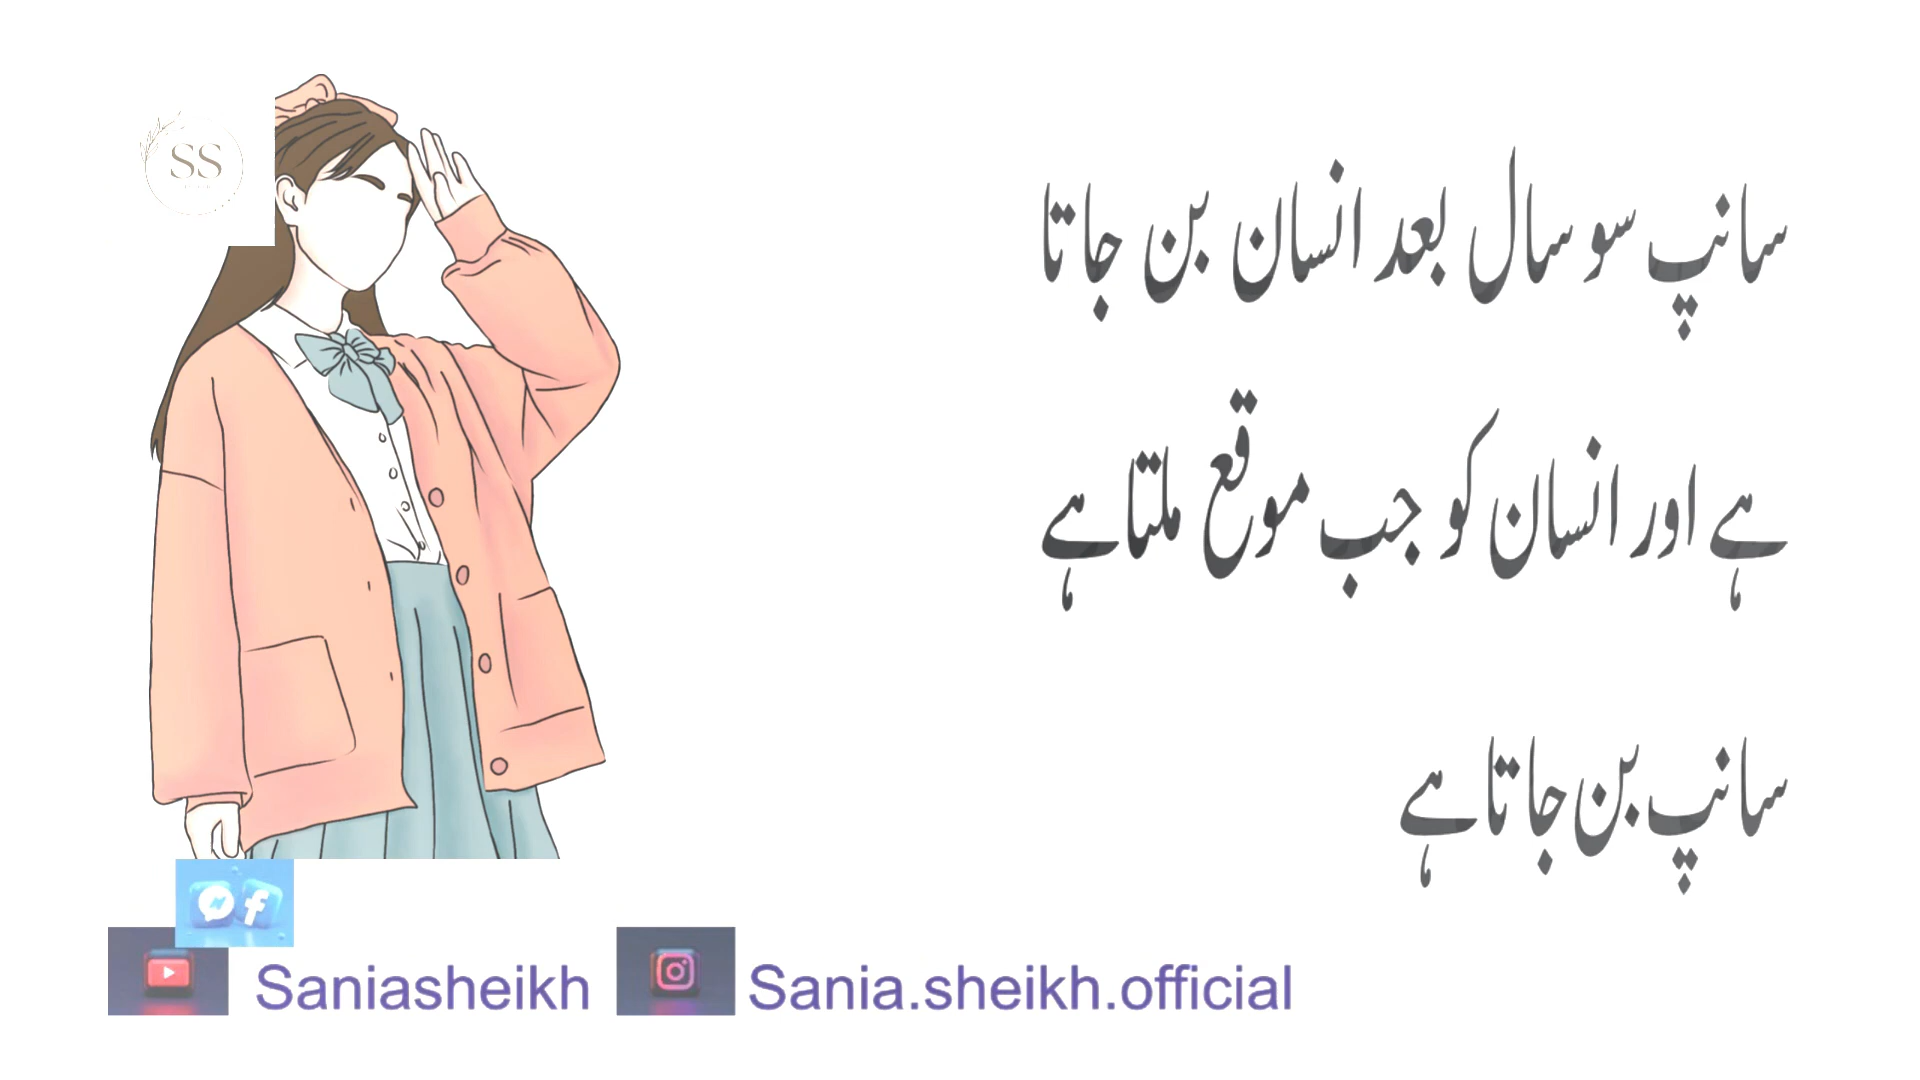 SS
سانپ سو سال بعد انسان بن جاتا
ہے اور انسان کو جب موقع ملتا ہے
سانپ بن جاتا ہے
Saniasheikh
Sania.sheikh.official